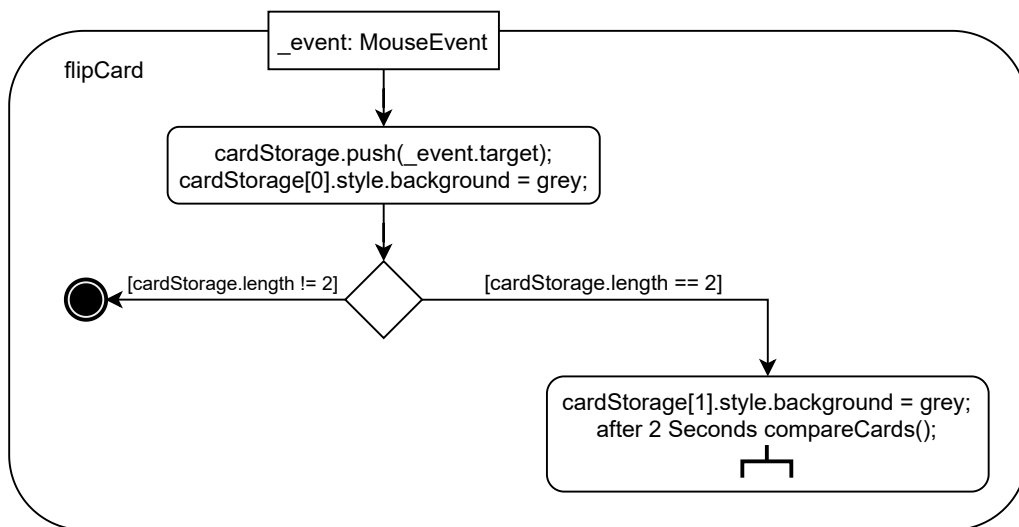 _event: MouseEvent
flipCard
cardStorage.push(_event.target);
cardStorage[0].style.background = grey;
[cardStorage.length != 2]
[cardStorage.length == 2]
cardStorage[1].style.background = grey;
after 2 Seconds compareCards();